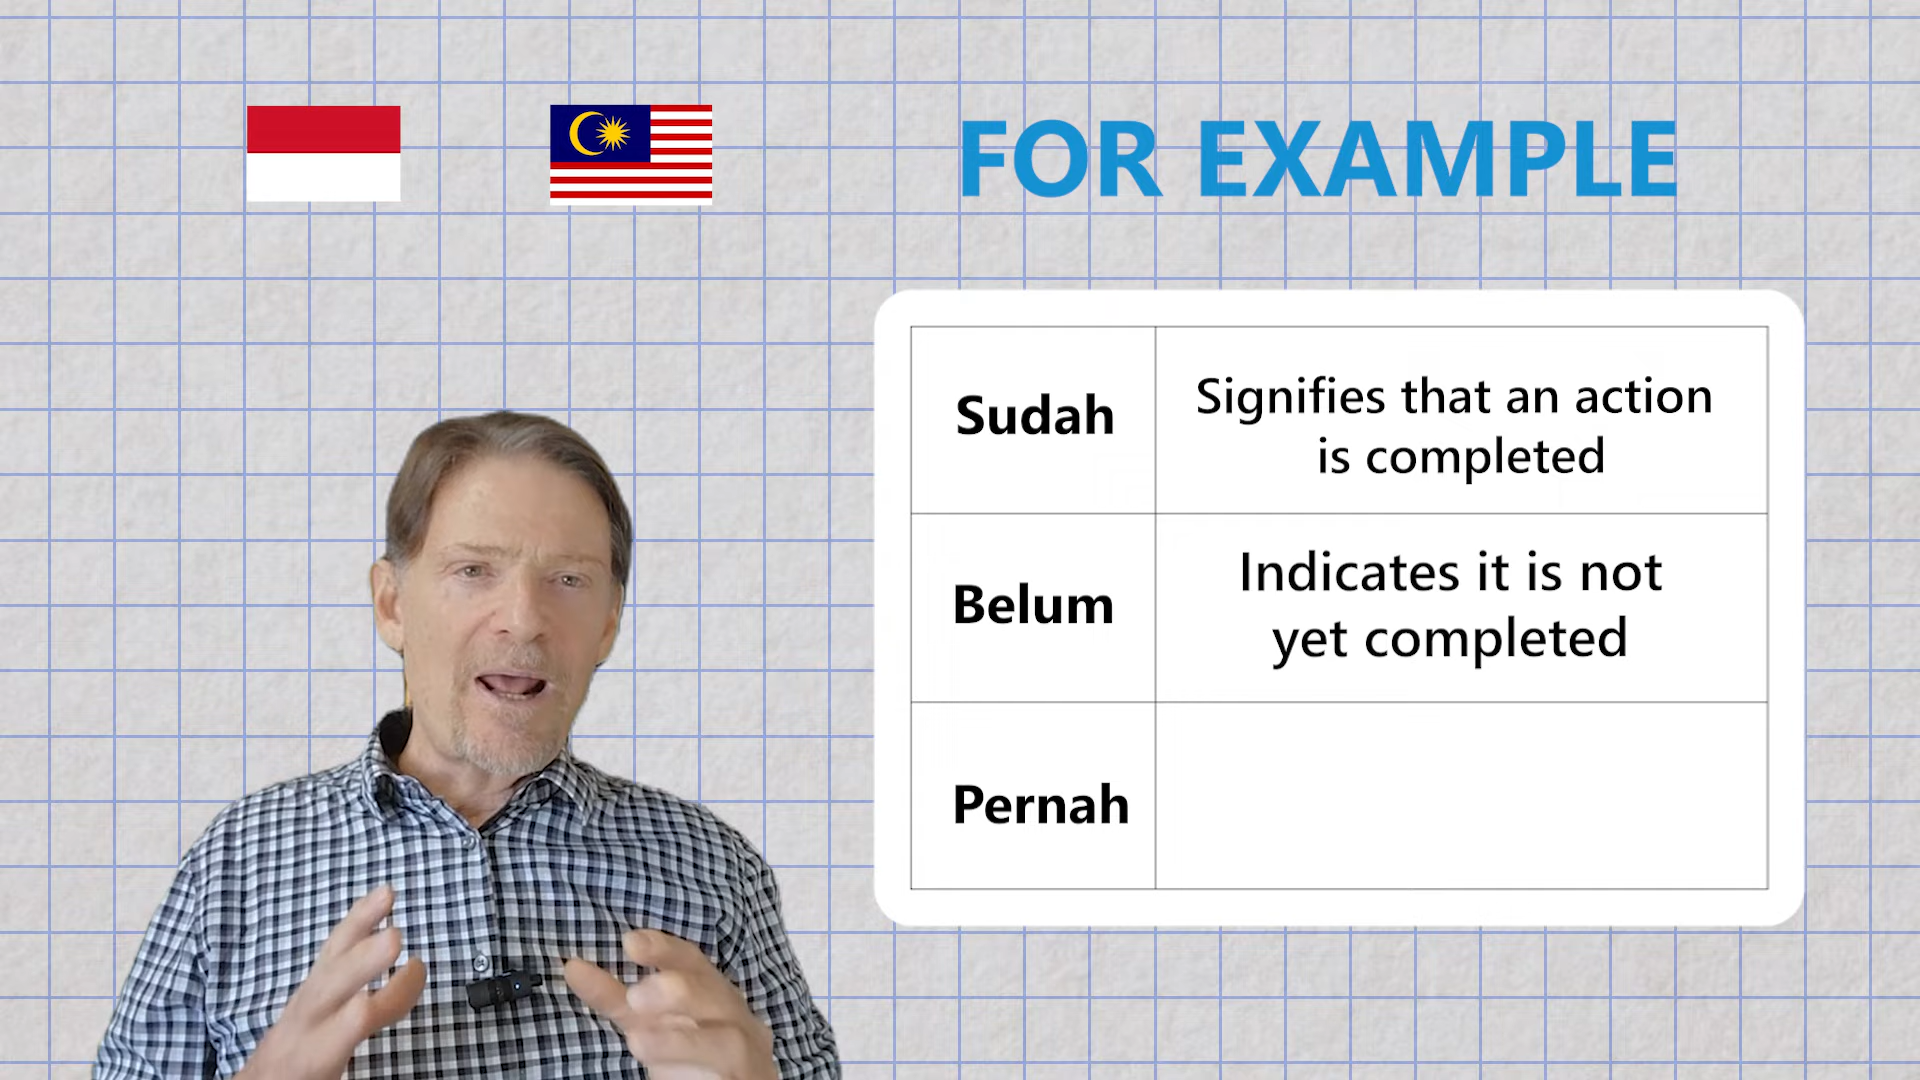 FOR EXAMPLE
Sudah
Signifies that an action
is completed
Belum
Indicates it is not
yet completed
Pernah